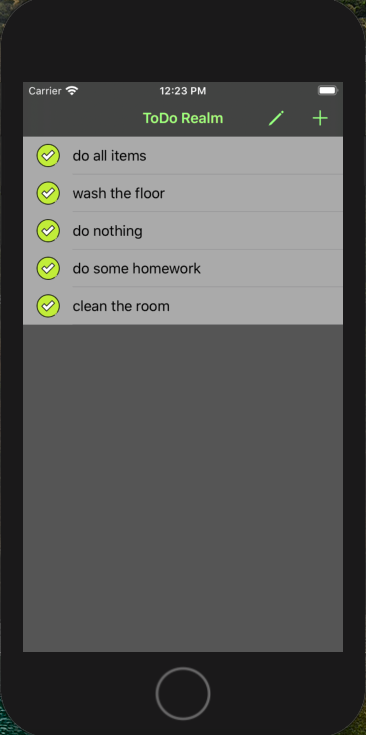 Carrier 12:23 PM
ToDo Realm
do all items
wash the floor
do nothing
do some homework
clean the room